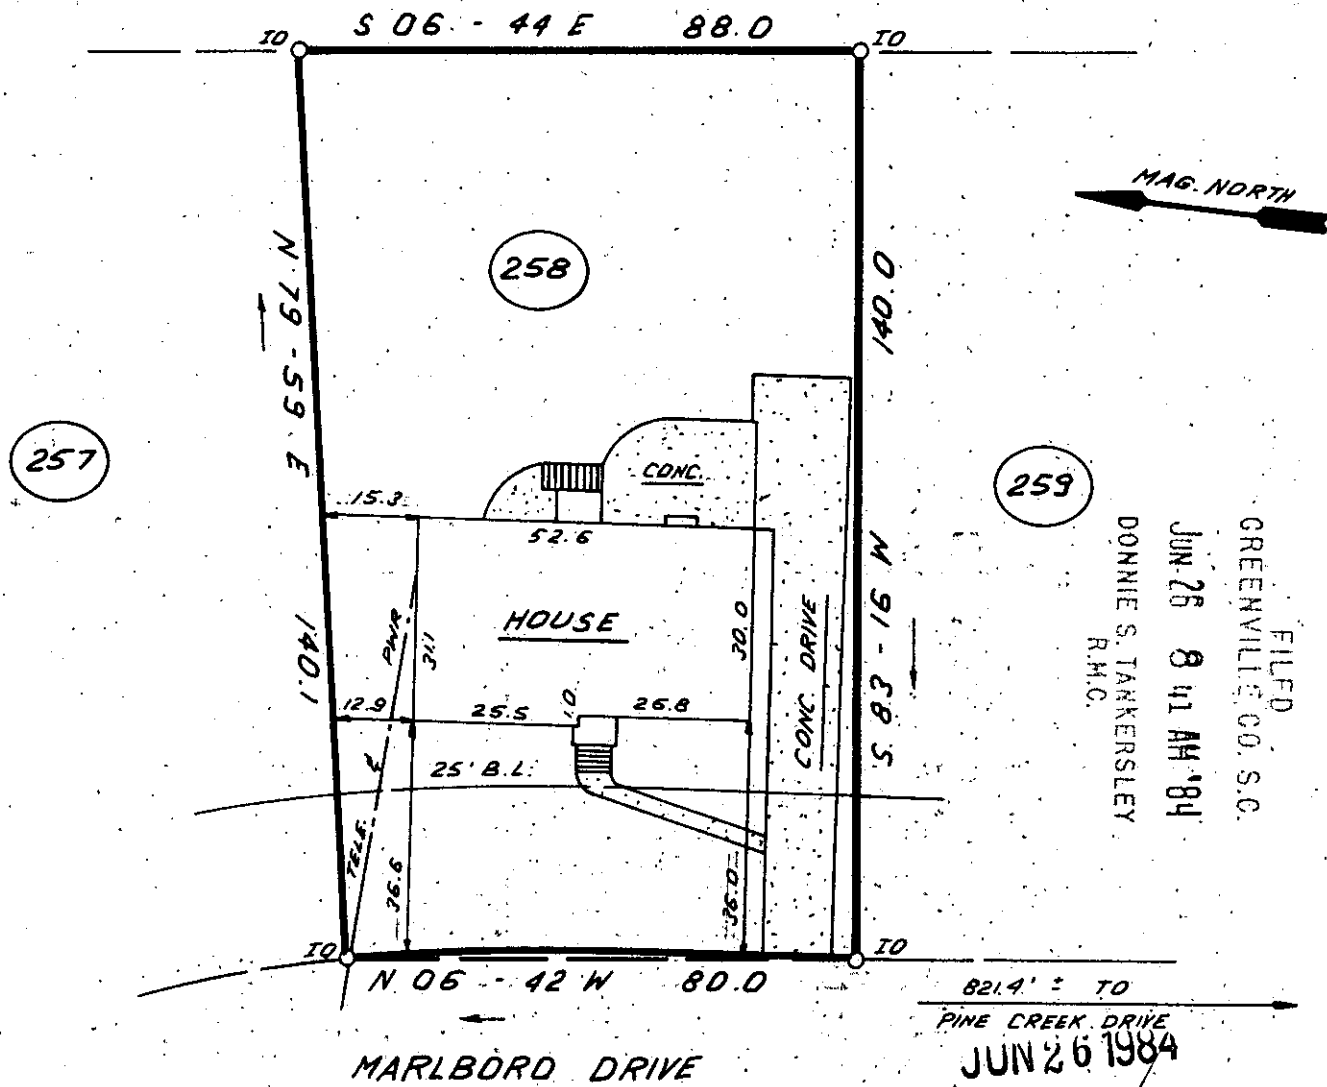 S 06 - 44 E 88.0
IO
IO
MAG. NORTH
258
N 79 - 59 E
140.1
140.0
S 83 - 16 W
257
259
CONC.
15.3
52.6
HOUSE
PWR
31.1
30.0
CONC. DRIVE
12.9
25.5
1.0
26.8
25' B.L.
TELE. &
36.6
36.0
IO
IO
N 06 - 42 W 80.0
821.4' ± TO
PINE CREEK DRIVE
MARLBORO DRIVE
JUN 26 1984
FILED
GREENVILLE CO. S.C.
JUN 26 8 41 AM '84
DONNIE S. TANKERSLEY
R.M.C.